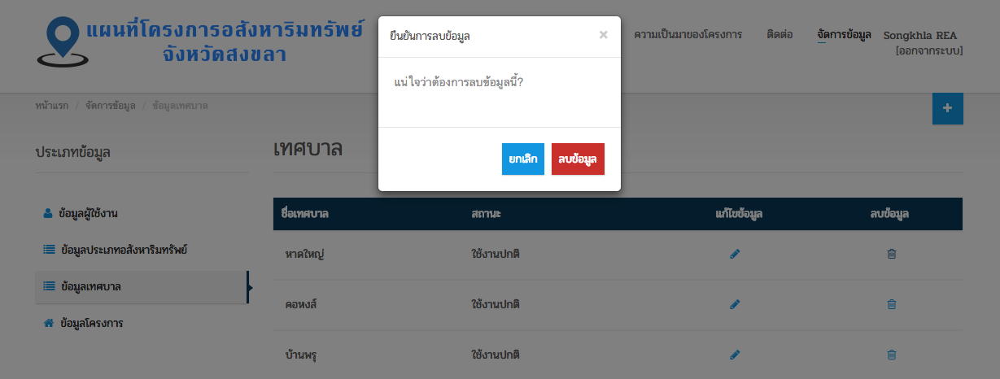 แผนที่โครงการอสังหาริมทรัพย์
จังหวัดสงขลา
ความเป็นมาของโครงการ ติดต่อ จัดการข้อมูล Songkhla REA
[ออกจากระบบ]
ยืนยันการลบข้อมูล ×
แน่ใจว่าต้องการลบข้อมูลนี้?
ยกเลิก ลบข้อมูล
หน้าแรก / จัดการข้อมูล / ข้อมูลเทศบาล
+
ประเภทข้อมูล
ข้อมูลผู้ใช้งาน
ข้อมูลประเภทอสังหาริมทรัพย์
ข้อมูลเทศบาล
ข้อมูลโครงการ
เทศบาล
ชื่อเทศบาล สถานะ แก้ไขข้อมูล ลบข้อมูล
หาดใหญ่ ใช้งานปกติ
คอหงส์ ใช้งานปกติ
บ้านพรุ ใช้งานปกติ